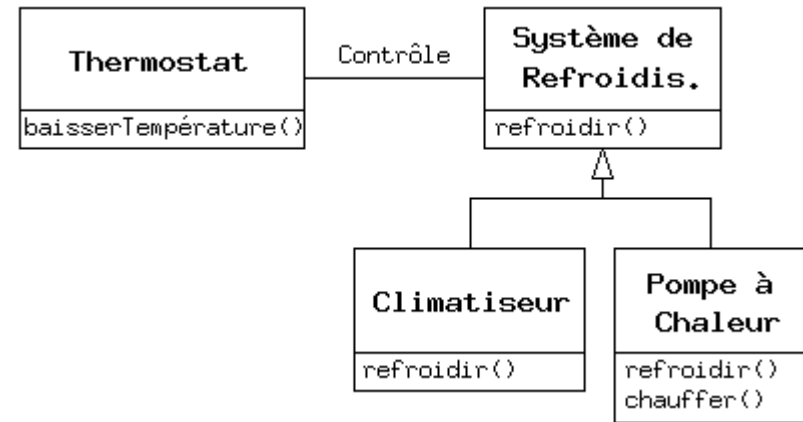 Thermostat
baisserTempérature()
Contrôle
Système de
Refroidis.
refroidir()
Climatiseur
refroidir()
Pompe à
Chaleur
refroidir()
chauffer()